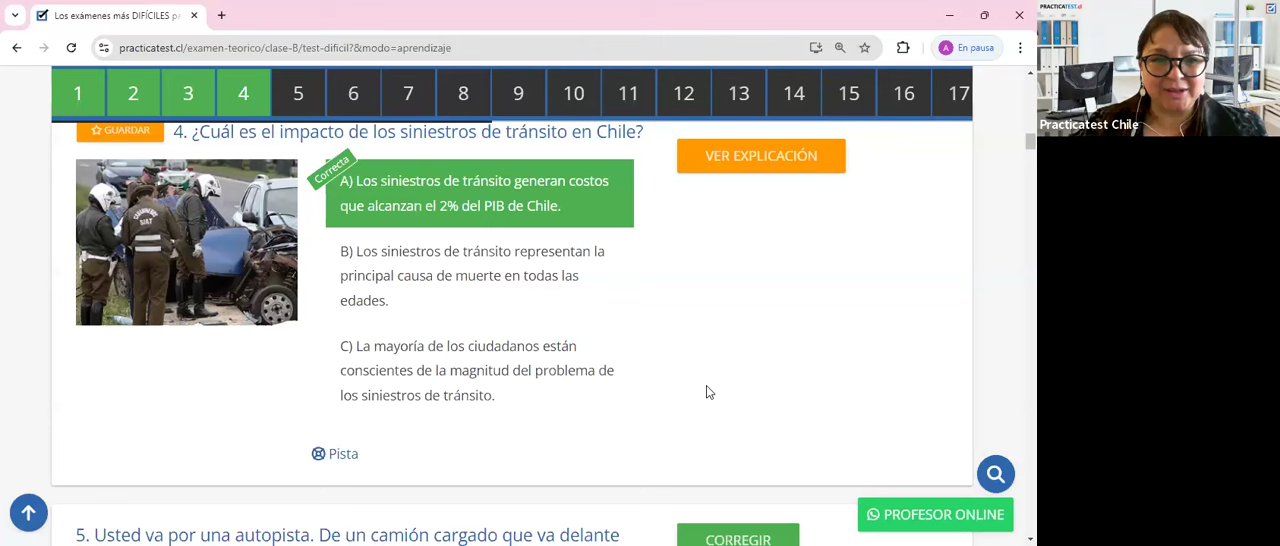 Los exámenes más DIFÍCILES pa
practicatest.cl/examen-teorico/clase-B/test-dificil?&modo=aprendizaje
A En pausa
PRACTICATEST.cl
Practicatest Chile
1 2 3 4 5 6 7 8 9 10 11 12 13 14 15 16 17
GUARDAR
4. ¿Cuál es el impacto de los siniestros de tránsito en Chile?
VER EXPLICACIÓN
Correcta
A) Los siniestros de tránsito generan costos
que alcanzan el 2% del PIB de Chile.
B) Los siniestros de tránsito representan la
principal causa de muerte en todas las
edades.
C) La mayoría de los ciudadanos están
conscientes de la magnitud del problema de
los siniestros de tránsito.
Pista
PROFESOR ONLINE
5. Usted va por una autopista. De un camión cargado que va delante
CORREGIR